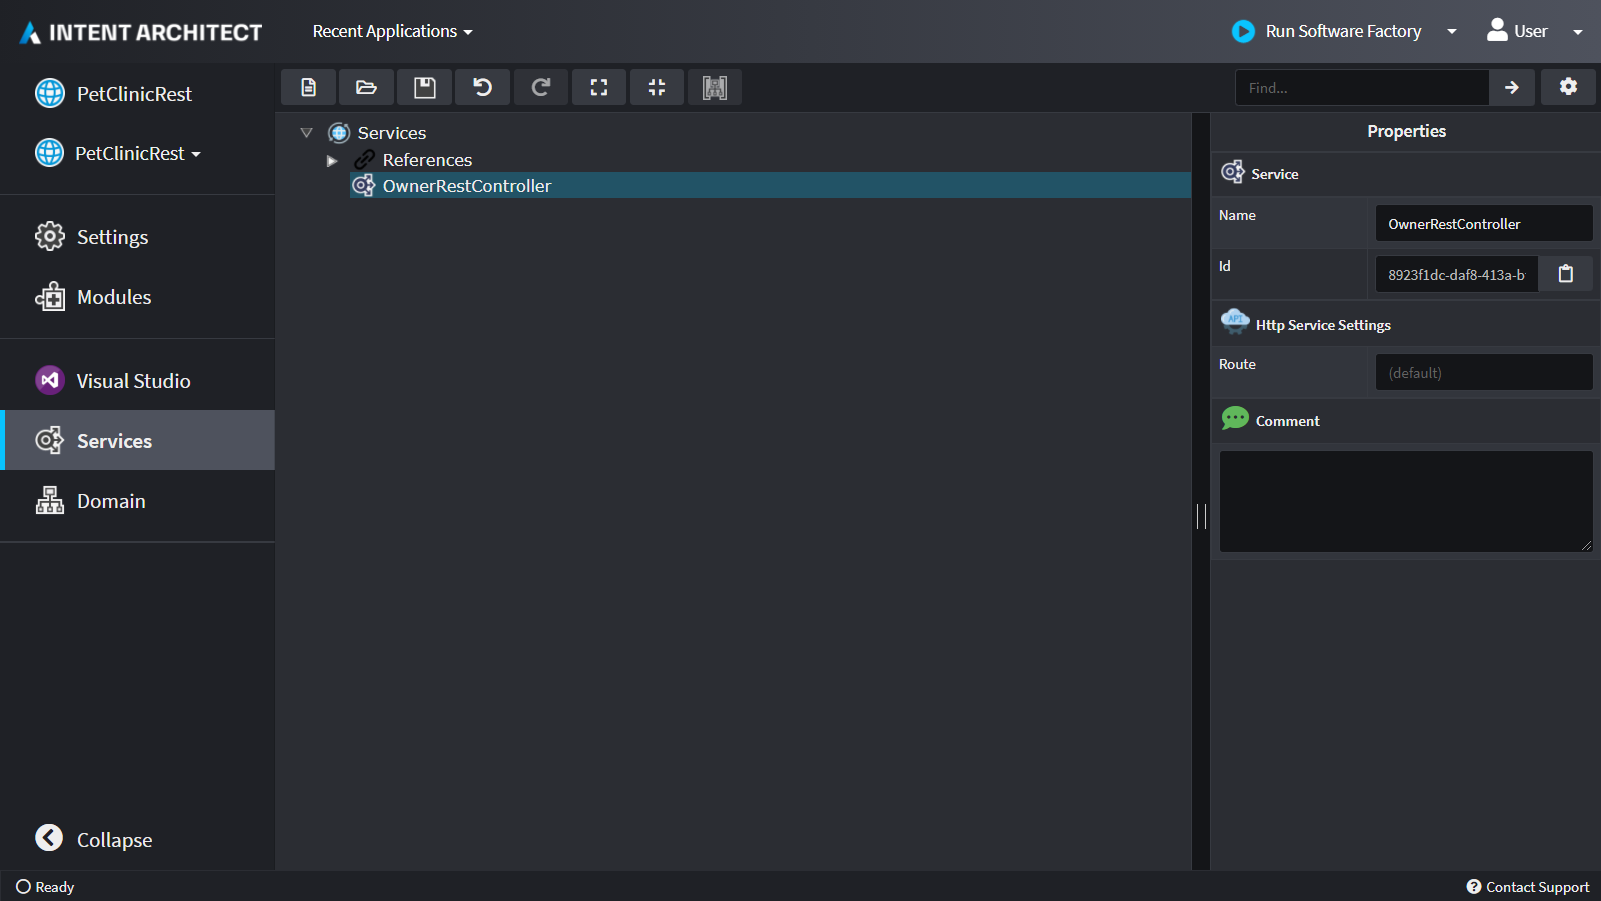 INTENT ARCHITECT
Recent Applications
Run Software Factory
User
PetClinicRest
PetClinicRest
Settings
Modules
Visual Studio
Services
Domain
Collapse
Find...
Services
References
OwnerRestController
Properties
Service
Name
OwnerRestController
Id
8923f1dc-daf8-413a-b
Http Service Settings
Route
(default)
Comment
Ready
Contact Support